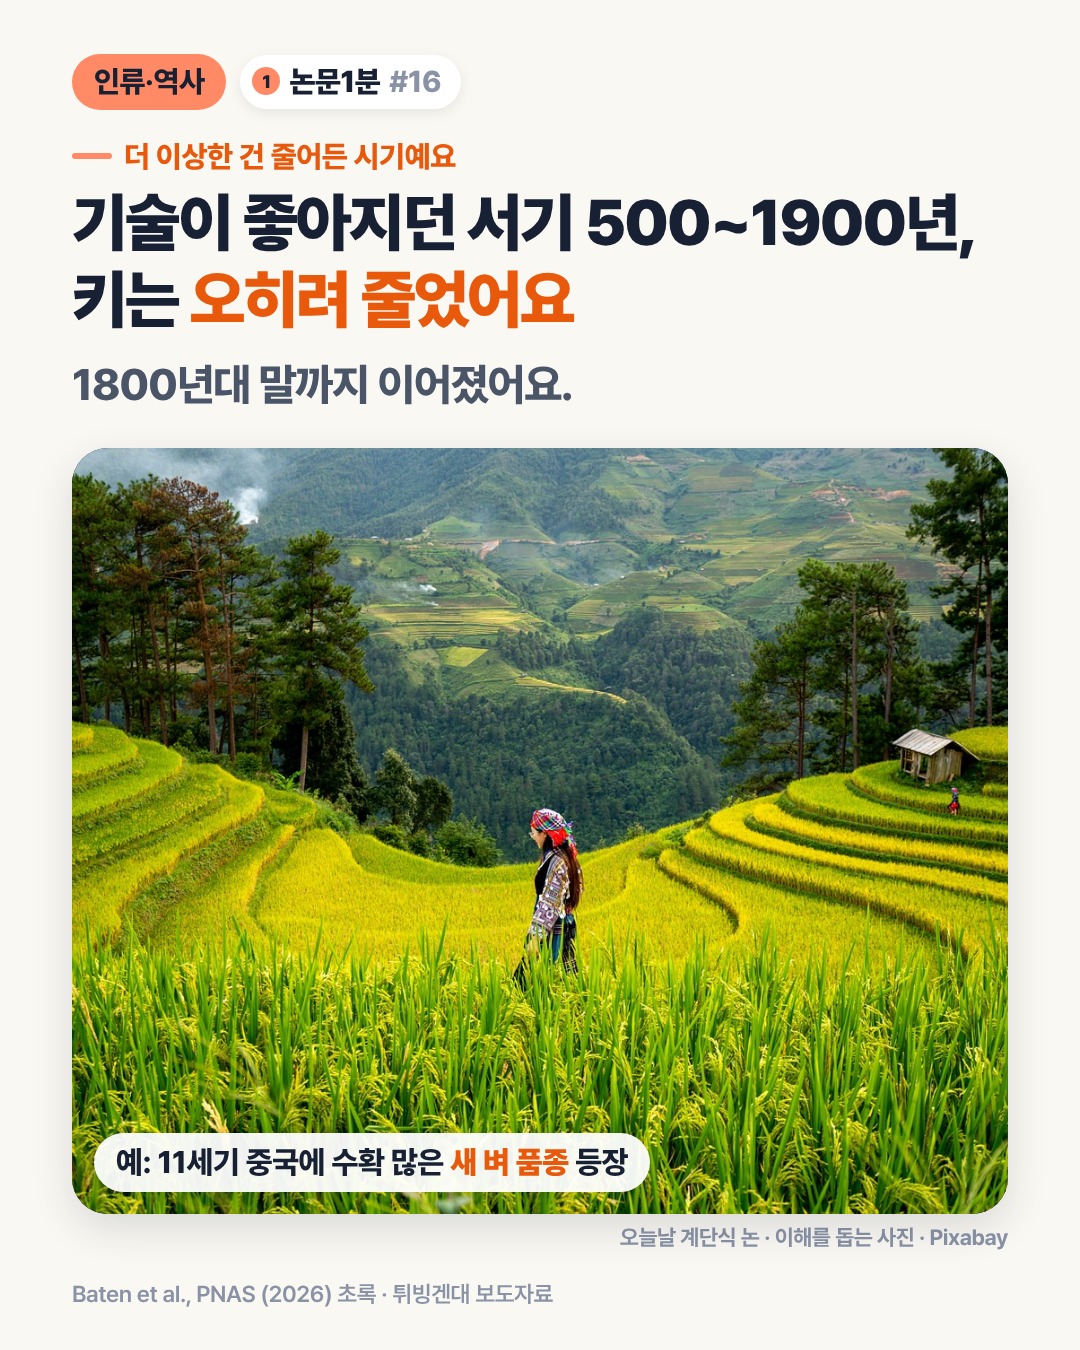 인류·역사
1 논문1분 #16
더 이상한 건 줄어든 시기예요
기술이 좋아지던 서기 500~1900년,
키는 오히려 줄었어요
1800년대 말까지 이어졌어요.
예: 11세기 중국에 수확 많은 새 벼 품종 등장
오늘날 계단식 논 · 이해를 돕는 사진 · Pixabay
Baten et al., PNAS (2026) 초록 · 튀빙겐대 보도자료